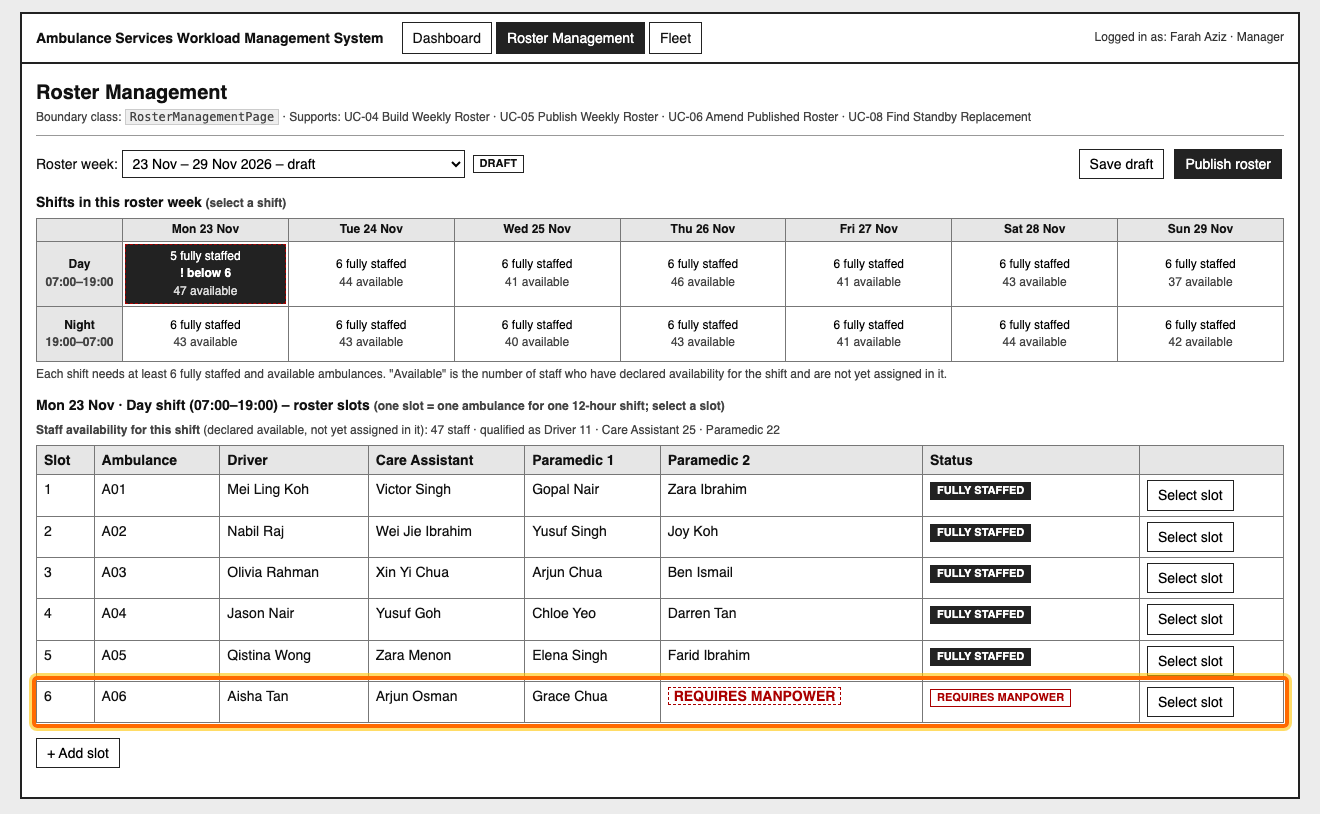 Ambulance Services Workload Management System Dashboard Roster Management Fleet Logged in as: Farah Aziz · Manager
Roster Management
Boundary class: RosterManagementPage · Supports: UC-04 Build Weekly Roster · UC-05 Publish Weekly Roster · UC-06 Amend Published Roster · UC-08 Find Standby Replacement
Roster week: 23 Nov – 29 Nov 2026 – draft DRAFT Save draft Publish roster
Shifts in this roster week (select a shift)
Mon 23 Nov Tue 24 Nov Wed 25 Nov Thu 26 Nov Fri 27 Nov Sat 28 Nov Sun 29 Nov
Day
07:00–19:00
5 fully staffed
! below 6
47 available
6 fully staffed
44 available
6 fully staffed
41 available
6 fully staffed
46 available
6 fully staffed
41 available
6 fully staffed
43 available
6 fully staffed
37 available
Night
19:00–07:00
6 fully staffed
43 available
6 fully staffed
43 available
6 fully staffed
40 available
6 fully staffed
43 available
6 fully staffed
41 available
6 fully staffed
44 available
6 fully staffed
42 available
Each shift needs at least 6 fully staffed and available ambulances. "Available" is the number of staff who have declared availability for the shift and are not yet assigned in it.
Mon 23 Nov · Day shift (07:00–19:00) – roster slots (one slot = one ambulance for one 12-hour shift; select a slot)
Staff availability for this shift (declared available, not yet assigned in it): 47 staff · qualified as Driver 11 · Care Assistant 25 · Paramedic 22
Slot Ambulance Driver Care Assistant Paramedic 1 Paramedic 2 Status
1 A01 Mei Ling Koh Victor Singh Gopal Nair Zara Ibrahim FULLY STAFFED Select slot
2 A02 Nabil Raj Wei Jie Ibrahim Yusuf Singh Joy Koh FULLY STAFFED Select slot
3 A03 Olivia Rahman Xin Yi Chua Arjun Chua Ben Ismail FULLY STAFFED Select slot
4 A04 Jason Nair Yusuf Goh Chloe Yeo Darren Tan FULLY STAFFED Select slot
5 A05 Qistina Wong Zara Menon Elena Singh Farid Ibrahim FULLY STAFFED Select slot
6 A06 Aisha Tan Arjun Osman Grace Chua REQUIRES MANPOWER REQUIRES MANPOWER Select slot
+ Add slot